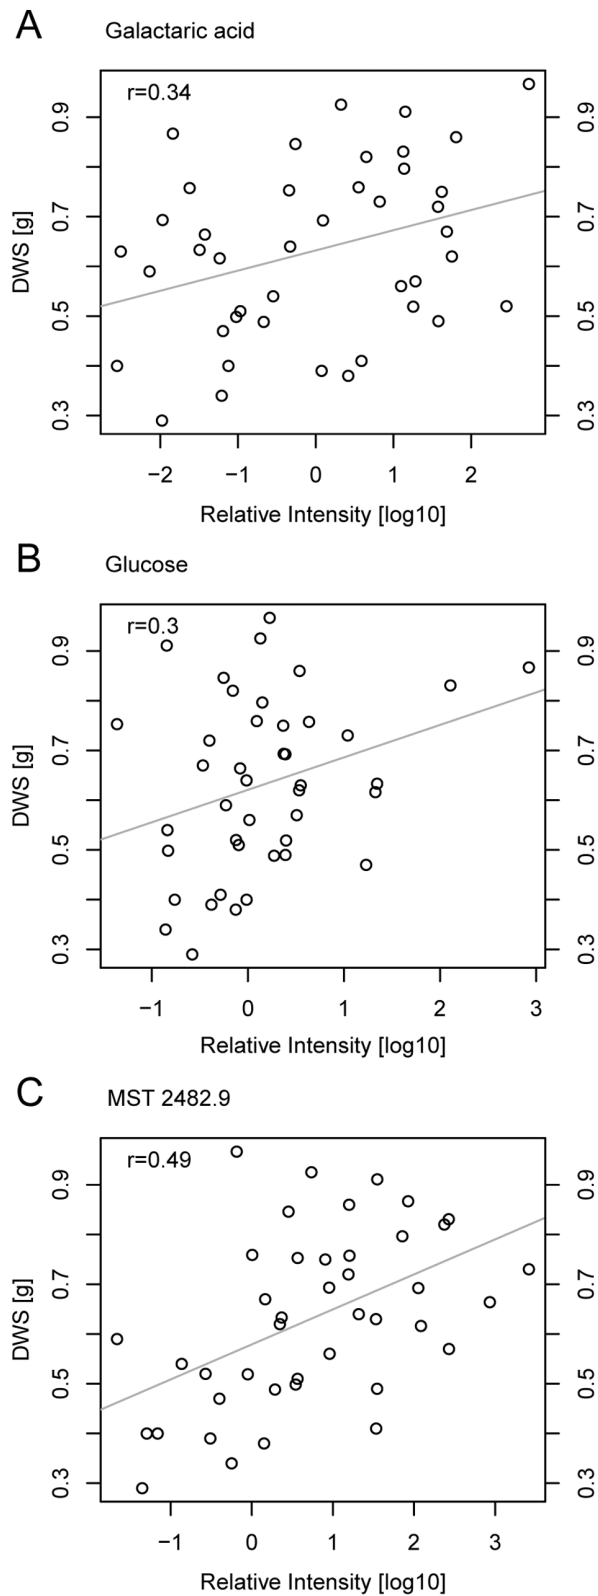 A Galactaric acid
r=0.34
0.9 0.9
0.7 0.7
DWS [g]
0.5 0.5
0.3 0.3
−2 −1 0 1 2
Relative Intensity [log10]
B Glucose
r=0.3
0.9 0.9
0.7 0.7
DWS [g]
0.5 0.5
0.3 0.3
−1 0 1 2 3
Relative Intensity [log10]
C MST 2482.9
r=0.49
0.9 0.9
0.7 0.7
DWS [g]
0.5 0.5
0.3 0.3
−1 0 1 2 3
Relative Intensity [log10]